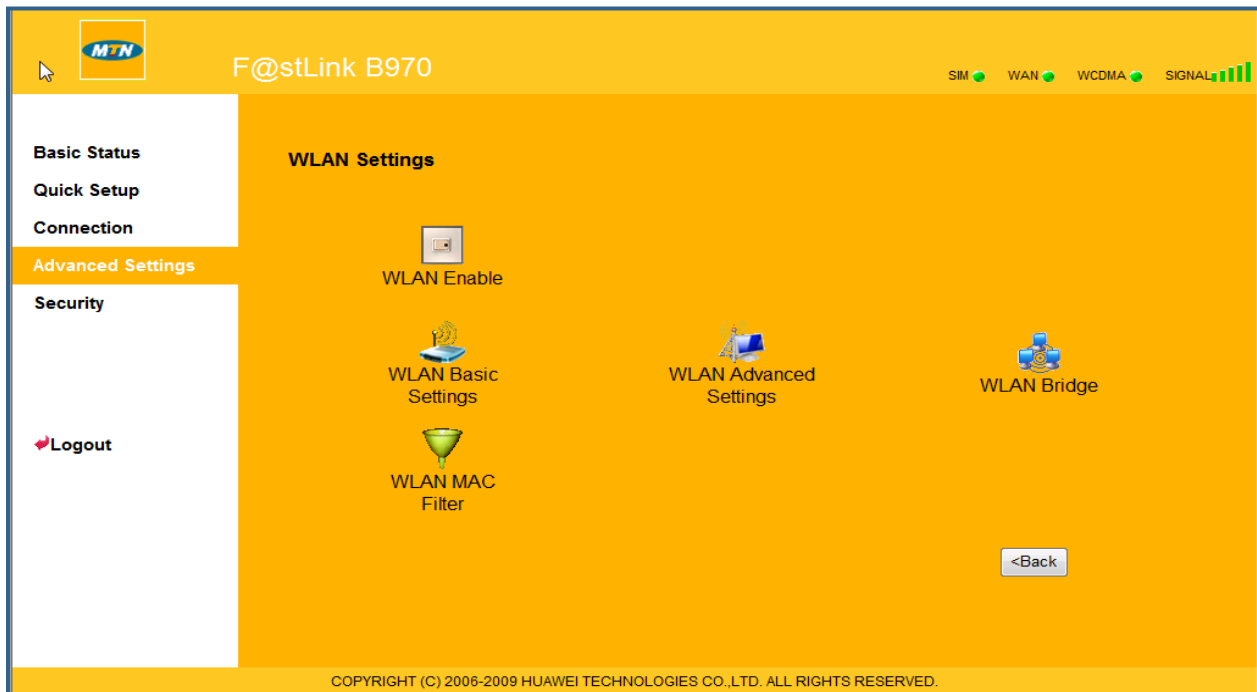 MTN
F@stLink B970
SIM WAN WCDMA SIGNAL
Basic Status
Quick Setup
Connection
Advanced Settings
Security
Logout
WLAN Settings
WLAN Enable
WLAN Basic
Settings
WLAN Advanced
Settings
WLAN Bridge
WLAN MAC
Filter
<Back
COPYRIGHT (C) 2006-2009 HUAWEI TECHNOLOGIES CO.,LTD. ALL RIGHTS RESERVED.